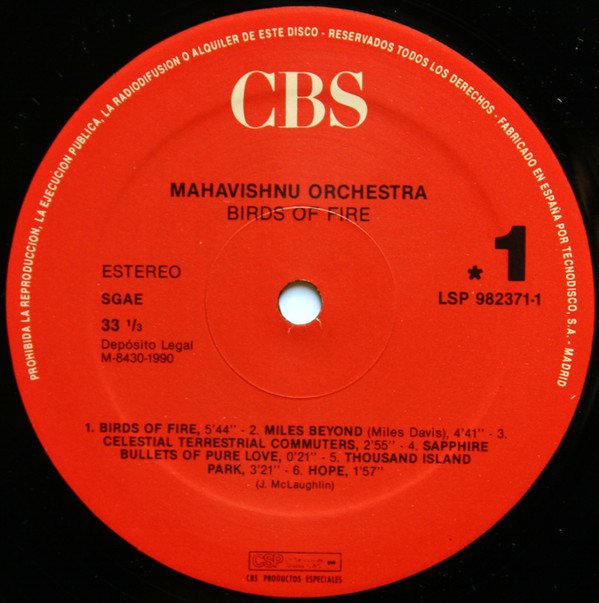 PROHIBIDA LA REPRODUCCION, LA EJECUCION PUBLICA, LA RADIODIFUSION O ALQUILER DE ESTE DISCO - RESERVADOS TODOS LOS DERECHOS - FABRICADO EN ESPAÑA POR TECNODISCO, S.A. - MADRID
CBS
MAHAVISHNU ORCHESTRA
BIRDS OF FIRE
ESTEREO
* 1
SGAE
LSP 982371-1
33 1/3
Depósito Legal
M-8430-1990
1. BIRDS OF FIRE, 5'44" - 2. MILES BEYOND (Miles Davis), 4'41" - 3.
CELESTIAL TERRESTRIAL COMMUTERS, 2'55" - 4. SAPPHIRE
BULLETS OF PURE LOVE, 0'21" - 5. THOUSAND ISLAND
PARK, 3'21" - 6. HOPE, 1'57"
(J. McLaughlin)
CSP
CBS PRODUCTOS ESPECIALES